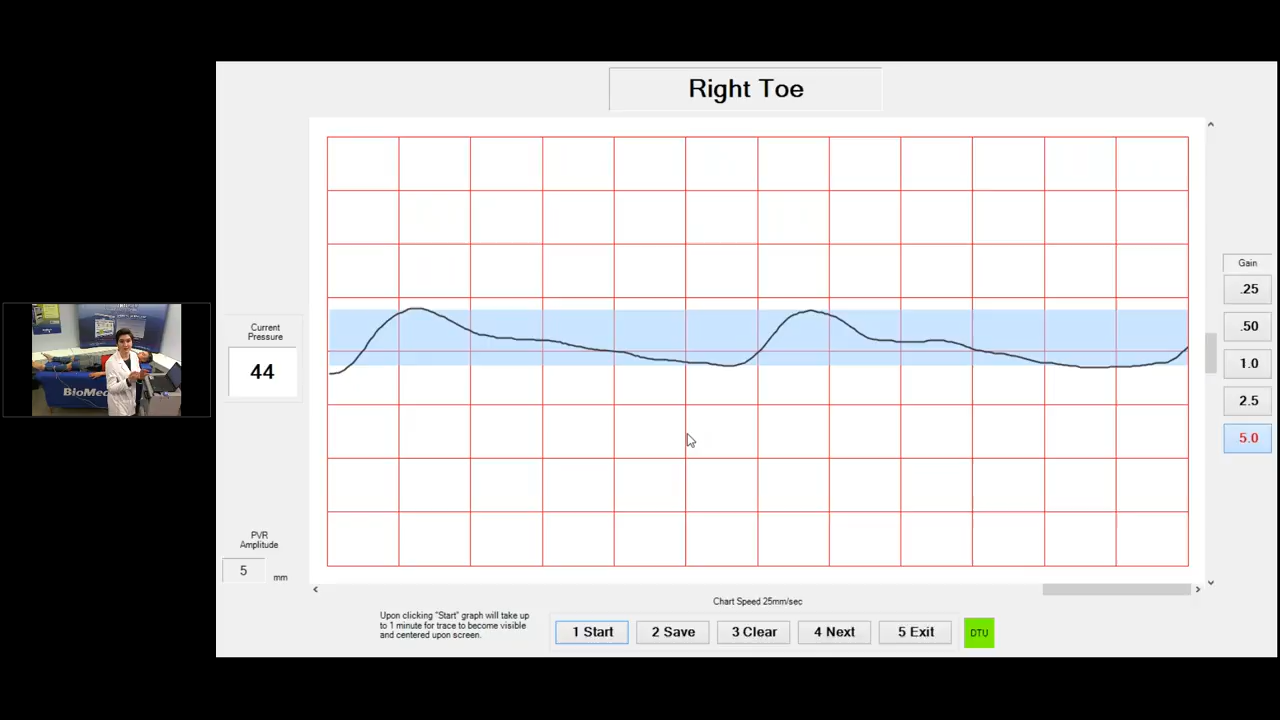 Right Toe
Current
Pressure
44
Gain
.25
.50
1.0
2.5
5.0
PVR
Amplitude
5
mm
Chart Speed 25mm/sec
Upon clicking "Start" graph will take up
to 1 minute for trace to become visible
and centered upon screen.
1 Start
2 Save
3 Clear
4 Next
5 Exit
DTU
BioMed